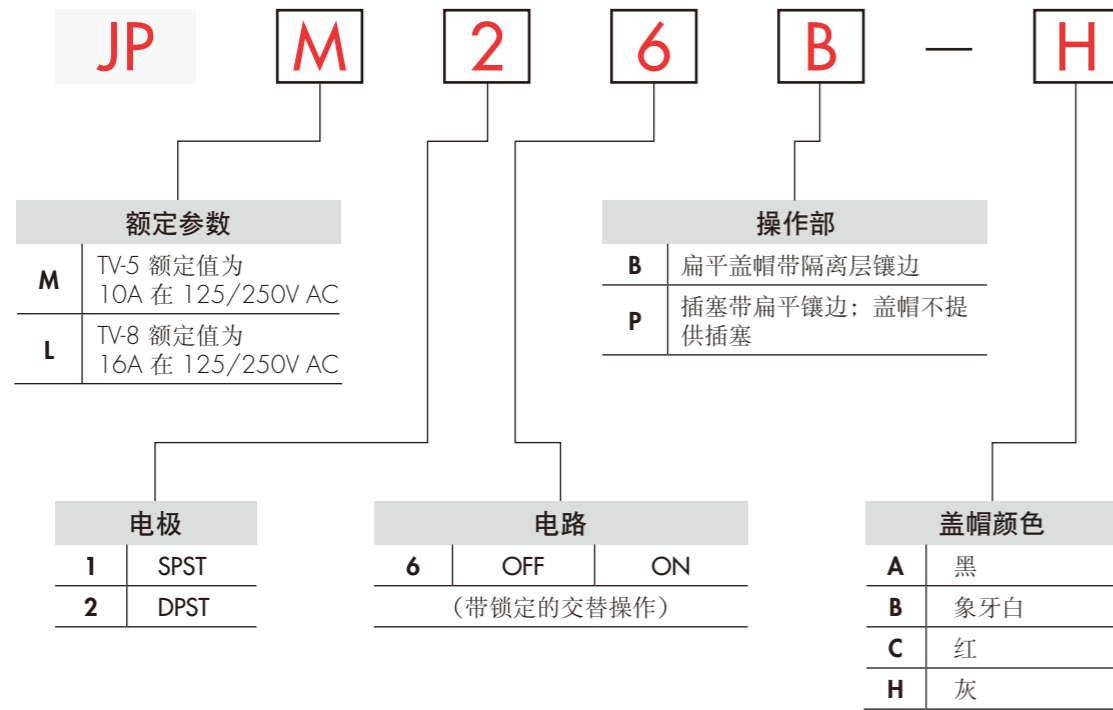 JP M 2 6 B — H
额定参数
M TV-5 额定值为
10A 在 125/250V AC
L TV-8 额定值为
16A 在 125/250V AC
操作部
B 扁平盖帽带隔离层镶边
P 插塞带扁平镶边；盖帽不提
供插塞
电极
1 SPST
2 DPST
电路
6 OFF ON
（带锁定的交替操作）
盖帽颜色
A 黑
B 象牙白
C 红
H 灰